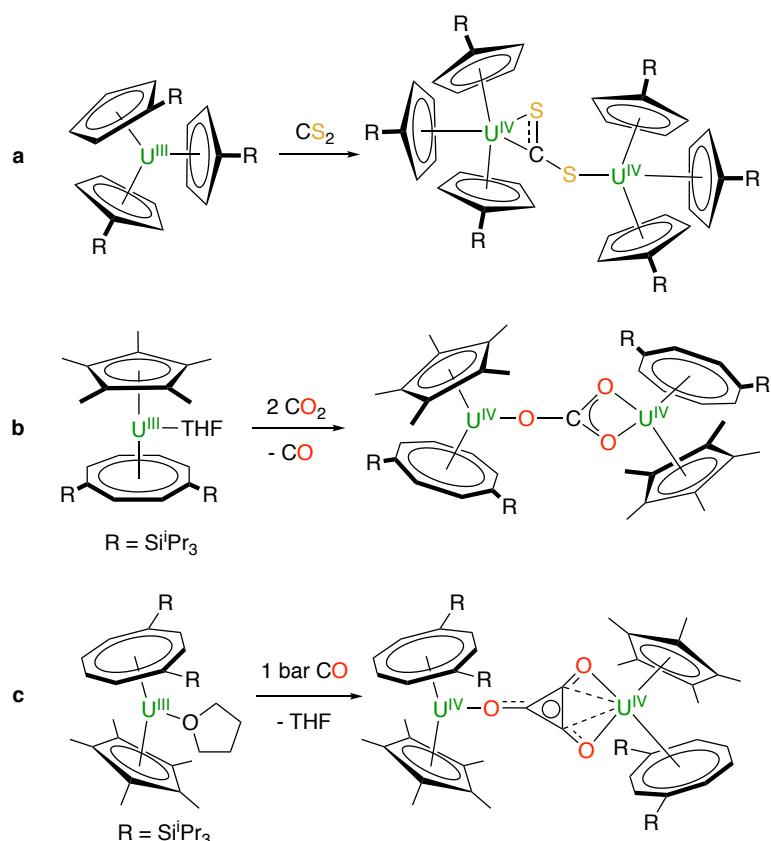 a
R
R
R
U^III
CS2
R
R
R
U^IV
S
C
S
U^IV
R
R
R
b
U^III
THF
R
R
R = Si^iPr3
2 CO2
- CO
U^IV
O
C
O
O
U^IV
R
R
R
R
c
R
R
U^III
O
R = Si^iPr3
1 bar CO
- THF
R
R
U^IV
O
O
O
U^IV
R
R